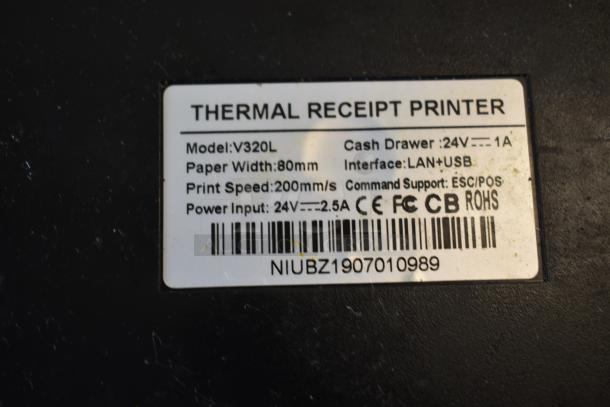 THERMAL RECEIPT PRINTER
Model:V320L Cash Drawer :24V⎓1A
Paper Width:80mm Interface:LAN+USB
Print Speed:200mm/s Command Support: ESC/POS
Power Input: 24V⎓2.5A CE FC CB ROHS
NIUBZ1907010989